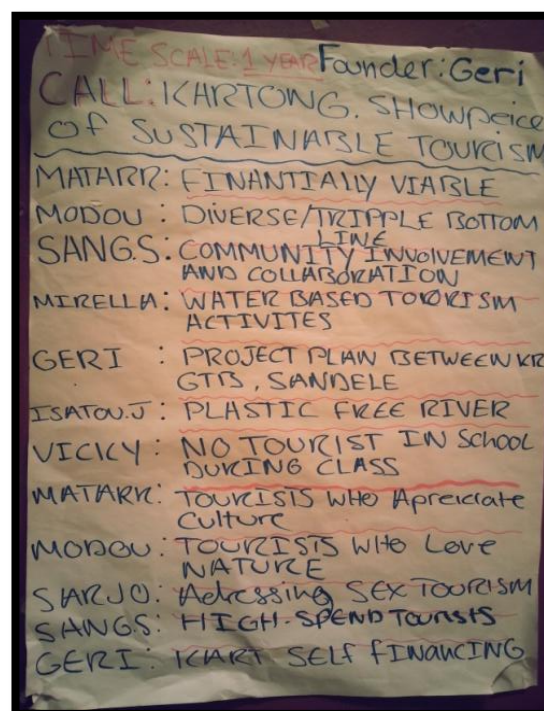 TIME SCALE: 1 YEAR Founder: Geri
CALL: KARTONG. SHOWPEICE
OF SUSTAINABLE TOURISM
MATARR: FINANTIALLY VIABLE
MODOU: DIVERSE/TRIPPLE BOTTOM
LINE
SANG.S: COMMUNITY INVOLVEMENT
AND COLLABORATION
MIRELLA: WATER BASED TOURISM
ACTIVITES
GERI: PROJECT PLAN BETWEEN KR
GTB, SANDELE
ISATOU.J: PLASTIC FREE RIVER
VICKY: NO TOURIST IN SCHOOL
DURING CLASS
MATARR: TOURISTS WHO Apreiciate
Culture
MODOU: TOURISTS WHO Love
NATURE
SARJO: Adressing SEX TOURISM
SANG.S: HIGH-SPEND TOURISTS
GERI: KART SELF FINANCING